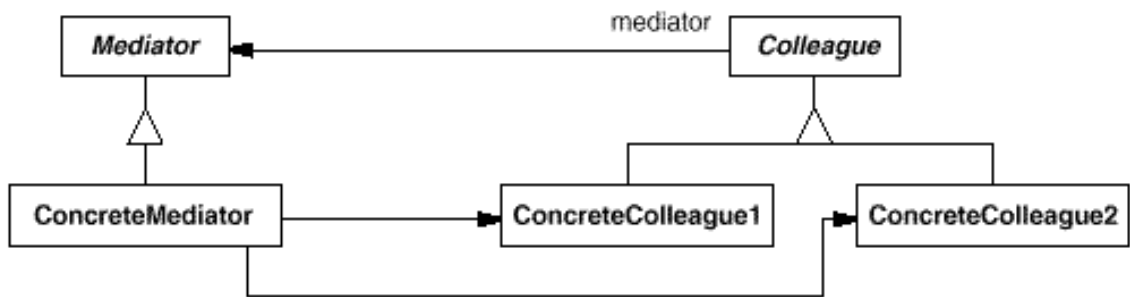 mediator
Mediator
Colleague
ConcreteMediator
ConcreteColleague1
ConcreteColleague2